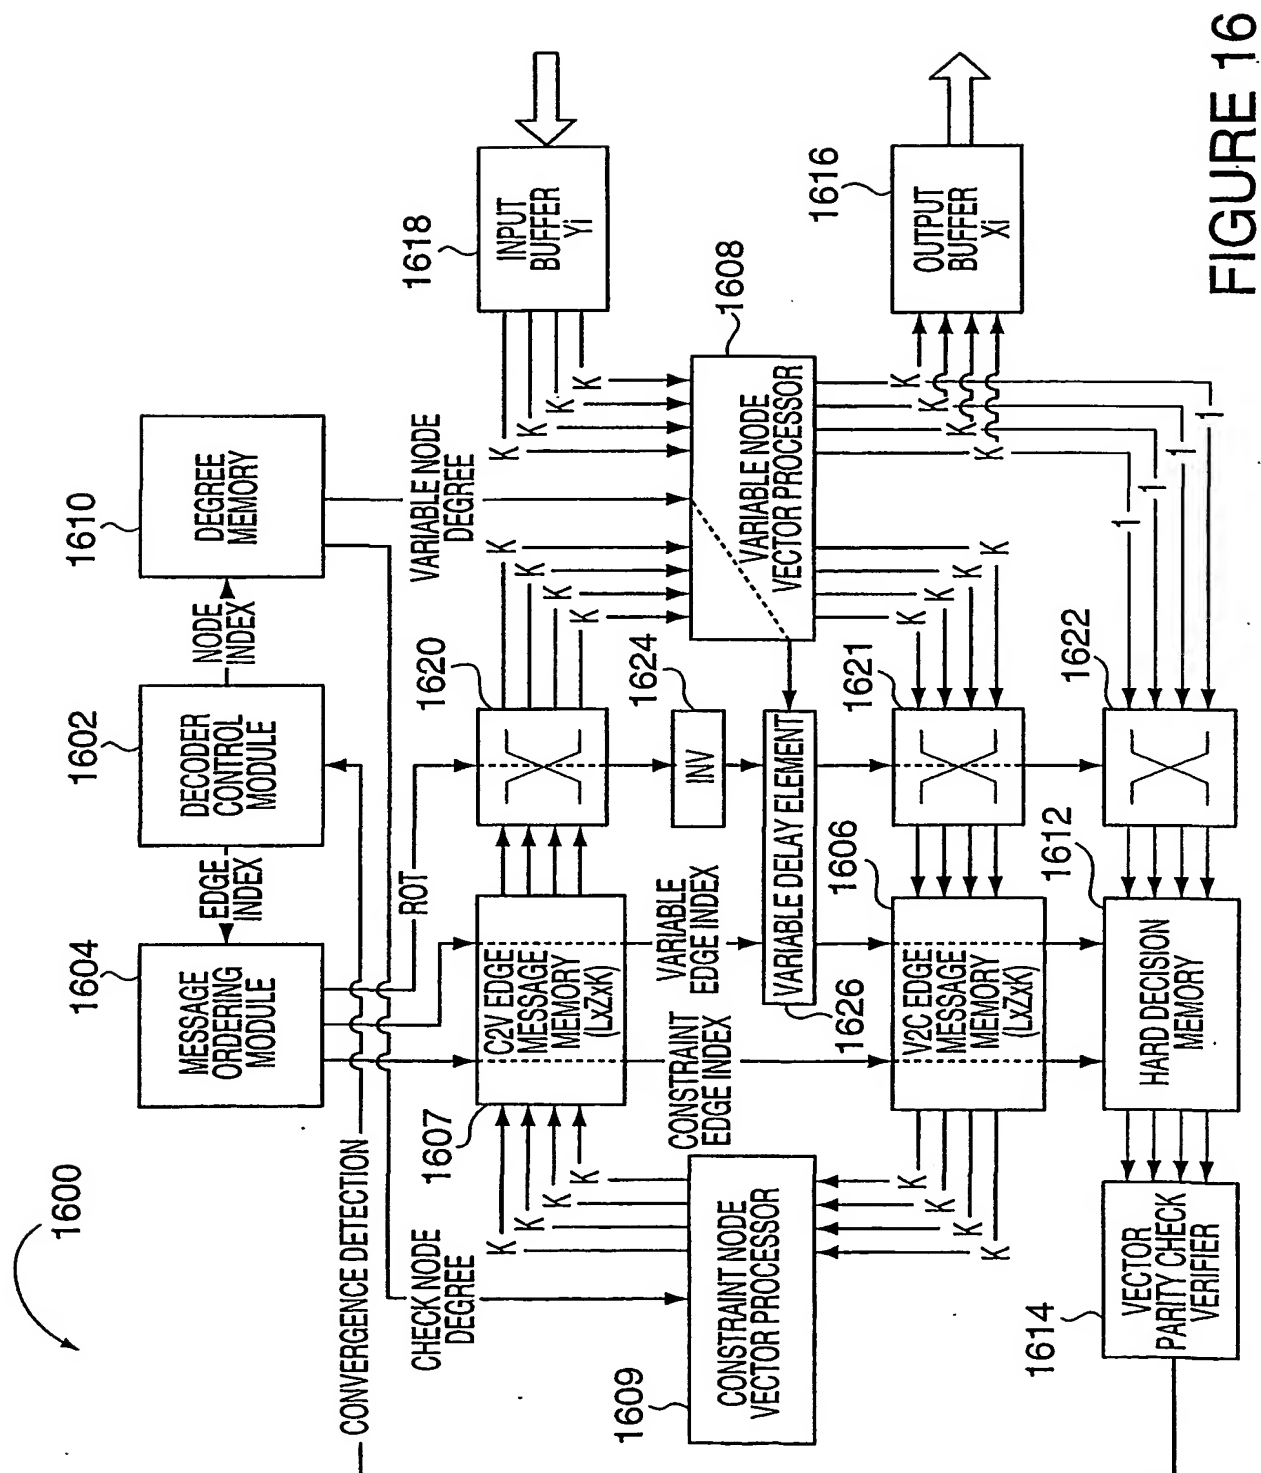 1600
CONVERGENCE DETECTION
1604
MESSAGE
ORDERING
MODULE
EDGE
INDEX
1602
DECODER
CONTROL
MODULE
NODE
INDEX
1610
DEGREE
MEMORY
ROT
CHECK NODE
DEGREE
VARIABLE NODE
DEGREE
1607
C2V EDGE
MESSAGE
MEMORY
(LxZxK)
1620
1618
INPUT
BUFFER
Yi
K
K
K
K
K
K
K
K
K
K
K
K
1609
CONSTRAINT NODE
VECTOR PROCESSOR
CONSTRAINT
EDGE INDEX
VARIABLE
EDGE INDEX
INV
1624
VARIABLE DELAY ELEMENT
1626
VARIABLE NODE
VECTOR PROCESSOR
1608
K
K
K
K
K
K
K
K
K
K
K
K
1606
V2C EDGE
MESSAGE
MEMORY
(LxZxK)
1621
1616
OUTPUT
BUFFER
Xi
1
1
1
1
1614
VECTOR
PARITY CHECK
VERIFIER
1612
HARD DECISION
MEMORY
1622
FIGURE 16